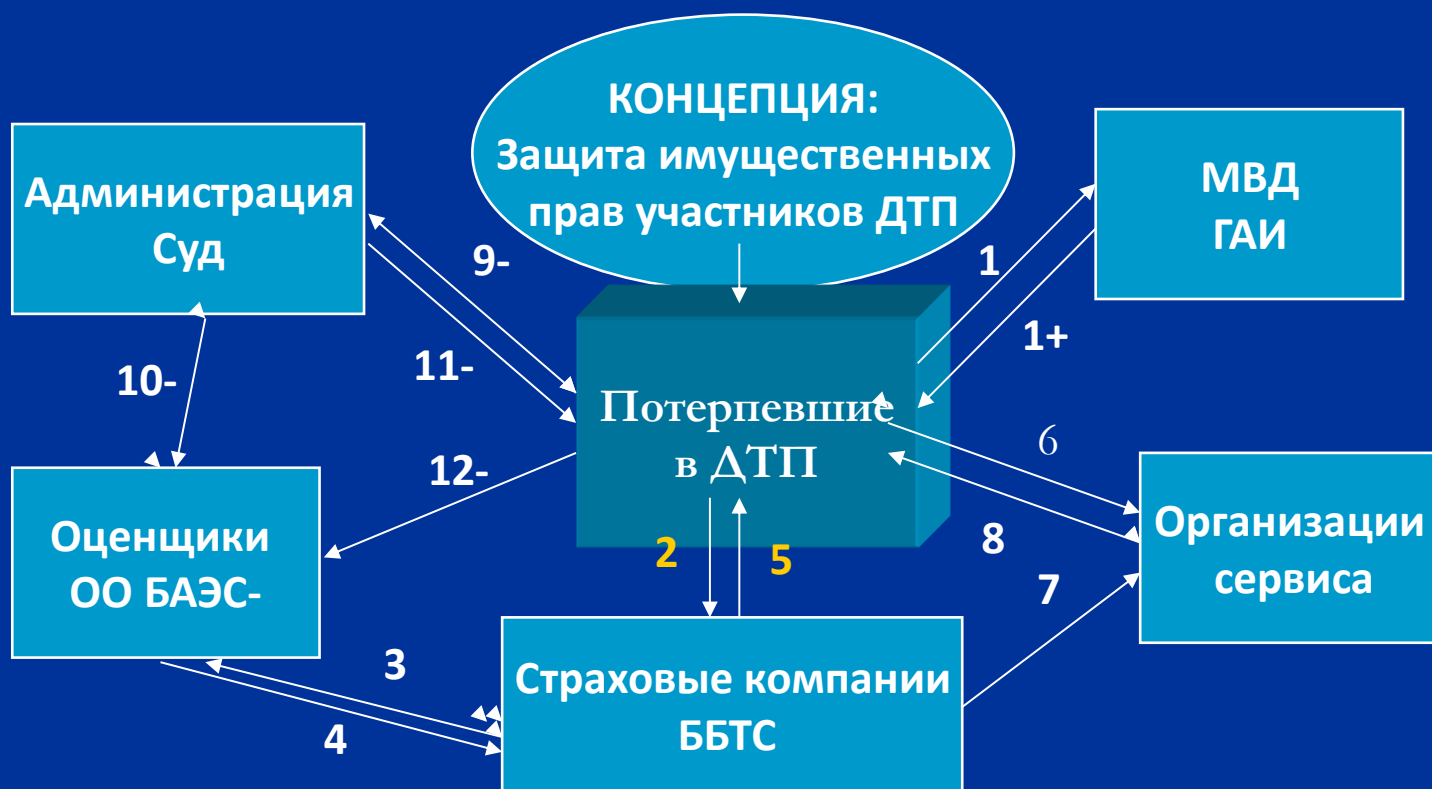 КОНЦЕПЦИЯ:
Защита имущественных
прав участников ДТП
Администрация
Суд
МВД
ГАИ
9-
1
1+
11-
10-
Потерпевшие
в ДТП
6
12-
Оценщики
ОО БАЭС-
2
5
8
Организации
сервиса
7
3
4
Страховые компании
ББТС